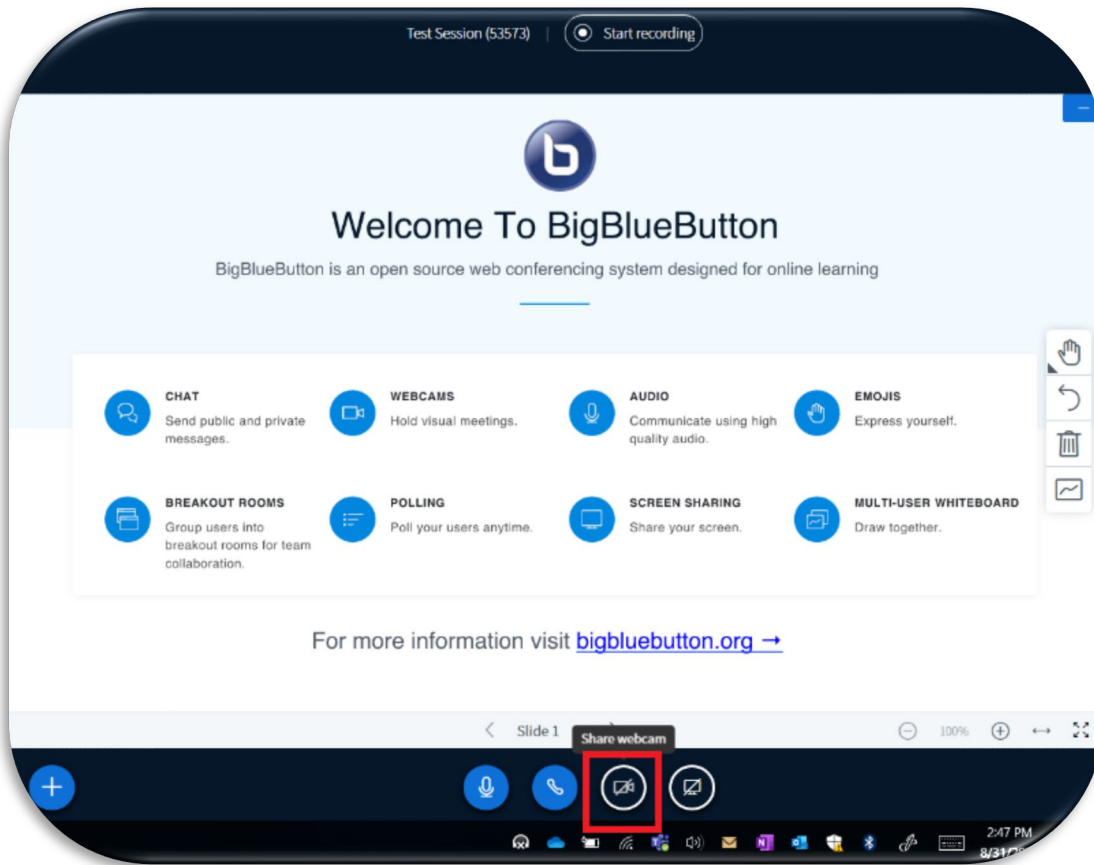 Test Session (53573) | Start recording
Welcome To BigBlueButton
BigBlueButton is an open source web conferencing system designed for online learning
CHAT
Send public and private
messages.
WEBCAMS
Hold visual meetings.
AUDIO
Communicate using high
quality audio.
EMOJIS
Express yourself.
BREAKOUT ROOMS
Group users into
breakout rooms for team
collaboration.
POLLING
Poll your users anytime.
SCREEN SHARING
Share your screen.
MULTI-USER WHITEBOARD
Draw together.
For more information visit bigbluebutton.org →
Slide 1
100%
Share webcam
2:47 PM